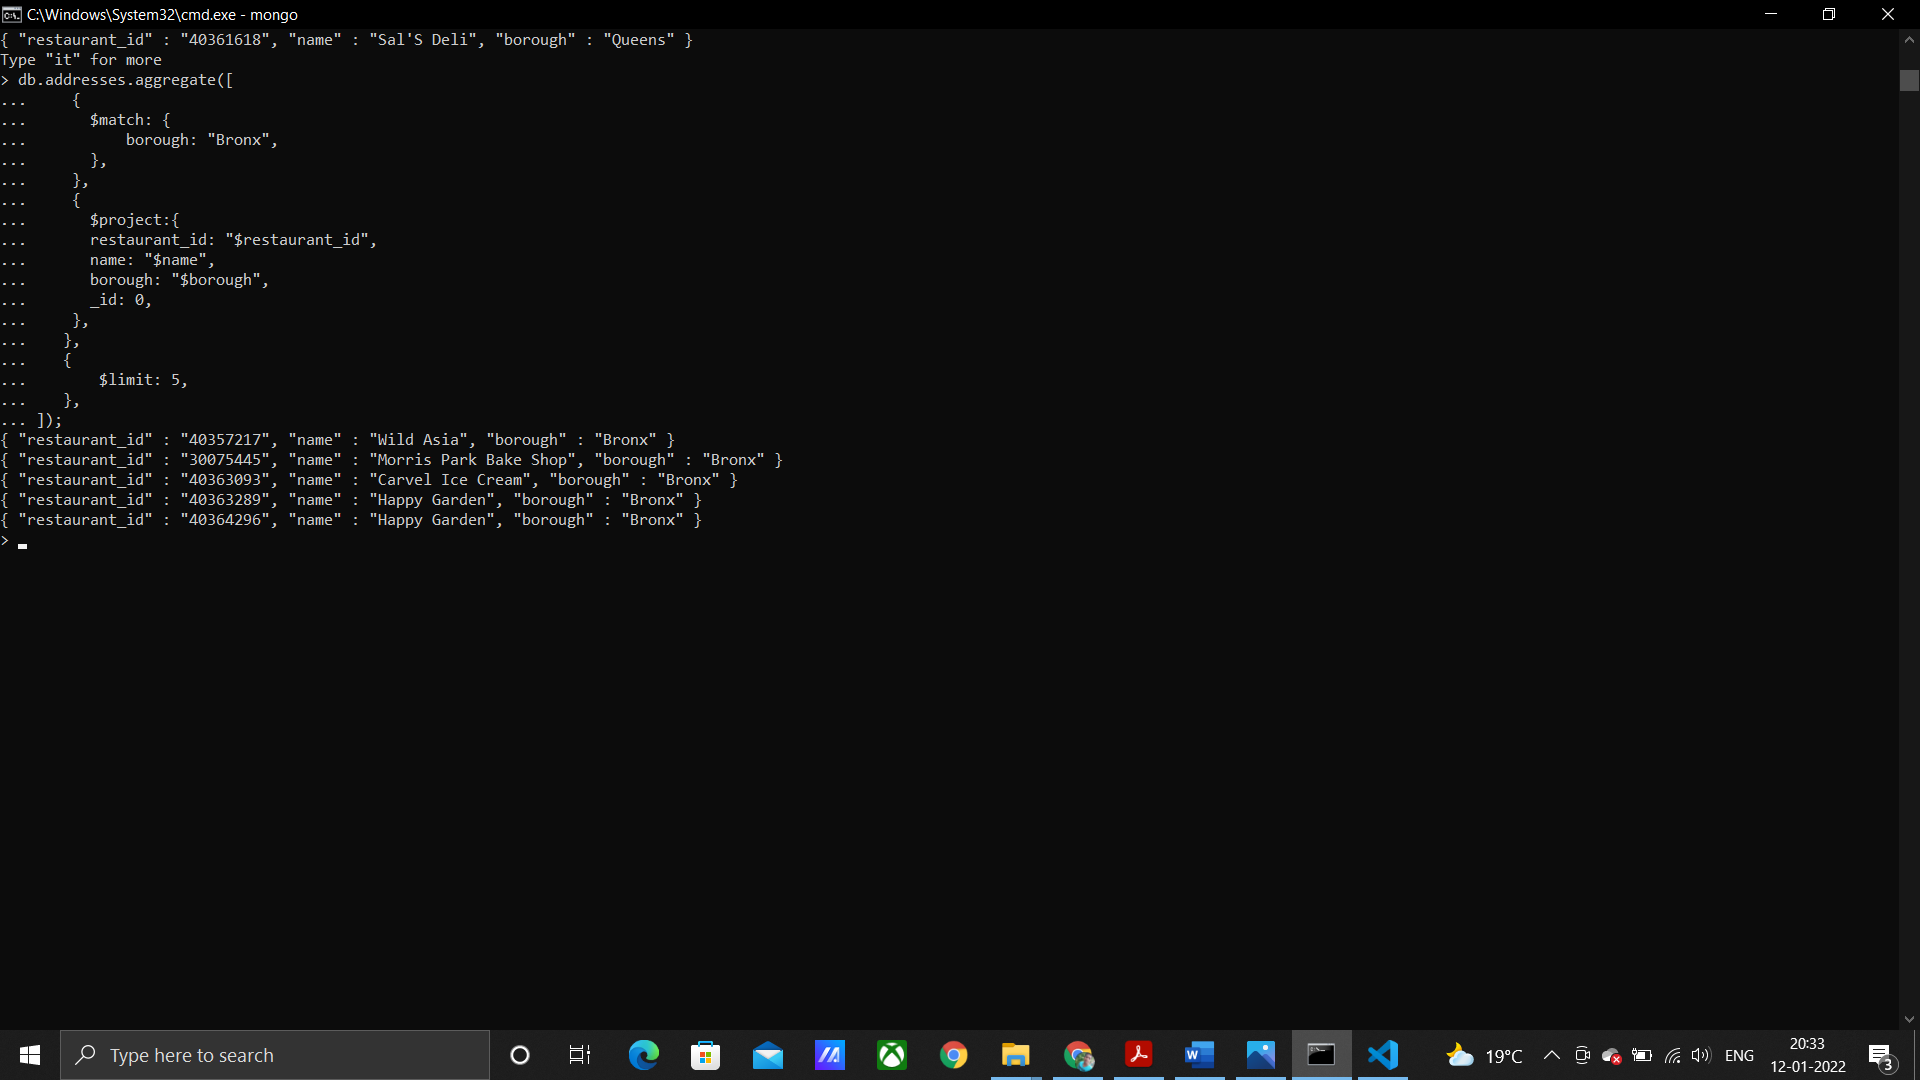 C:\Windows\System32\cmd.exe - mongo
{ "restaurant_id" : "40361618", "name" : "Sal'S Deli", "borough" : "Queens" }
Type "it" for more
> db.addresses.aggregate([
...     {
...       $match: {
...           borough: "Bronx",
...       },
...     },
...     {
...       $project:{
...       restaurant_id: "$restaurant_id",
...       name: "$name",
...       borough: "$borough",
...       _id: 0,
...     },
...    },
...    {
...        $limit: 5,
...    },
... ]);
{ "restaurant_id" : "40357217", "name" : "Wild Asia", "borough" : "Bronx" }
{ "restaurant_id" : "30075445", "name" : "Morris Park Bake Shop", "borough" : "Bronx" }
{ "restaurant_id" : "40363093", "name" : "Carvel Ice Cream", "borough" : "Bronx" }
{ "restaurant_id" : "40363289", "name" : "Happy Garden", "borough" : "Bronx" }
{ "restaurant_id" : "40364296", "name" : "Happy Garden", "borough" : "Bronx" }
>
Type here to search
19°C
ENG
20:33
12-01-2022
3